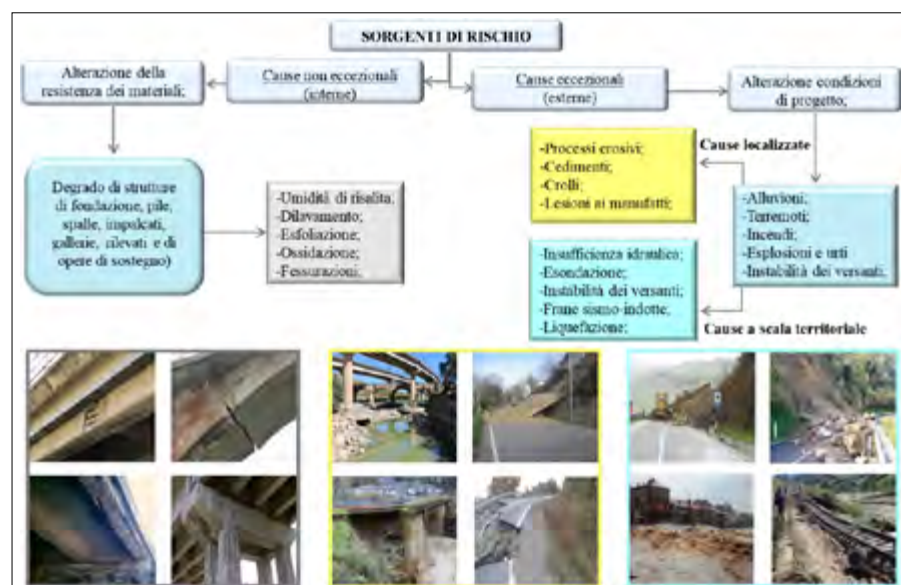 SORGENTI DI RISCHIO
Alterazione della
resistenza dei materiali;
Cause non eccezionali
(interne)
Cause eccezionali
(esterne)
Alterazione condizioni
di progetto;
Degrado di strutture
di fondazione, pile,
spalle, impalcati,
gallerie, rilevati e di
opere di sostegno)
-Umidità di risalita;
-Dilavamento;
-Esfoliazione;
-Ossidazione;
-Fessurazioni;
-Processi erosivi;
-Cedimenti;
-Crolli;
-Lesioni ai manufatti;
Cause localizzate
-Alluvioni;
-Terremoti;
-Incendi;
-Esplosioni e urti
-Instabilità dei versanti;
-Insufficienza idraulica;
-Esondazione;
-Instabilità dei versanti;
-Frane sismo-indotte;
-Liquefazione;
Cause a scala territoriale